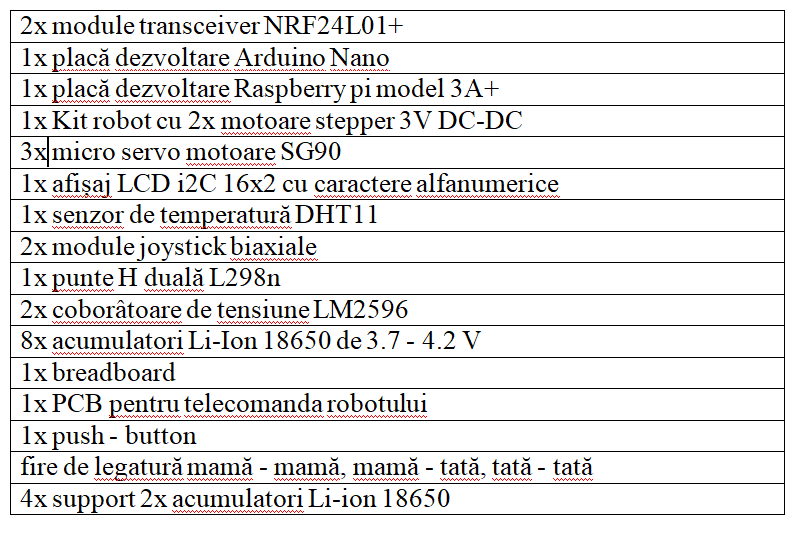 2x module transceiver NRF24L01+
1x placă dezvoltare Arduino Nano
1x placă dezvoltare Raspberry pi model 3A+
1x Kit robot cu 2x motoare stepper 3V DC-DC
3x micro servo motoare SG90
1x afișaj LCD i2C 16x2 cu caractere alfanumerice
1x senzor de temperatură DHT11
2x module joystick biaxiale
1x punte H duală L298n
2x coborâtoare de tensiune LM2596
8x acumulatori Li-Ion 18650 de 3.7 - 4.2 V
1x breadboard
1x PCB pentru telecomanda robotului
1x push - button
fire de legatură mamă - mamă, mamă - tată, tată - tată
4x support 2x acumulatori Li-ion 18650